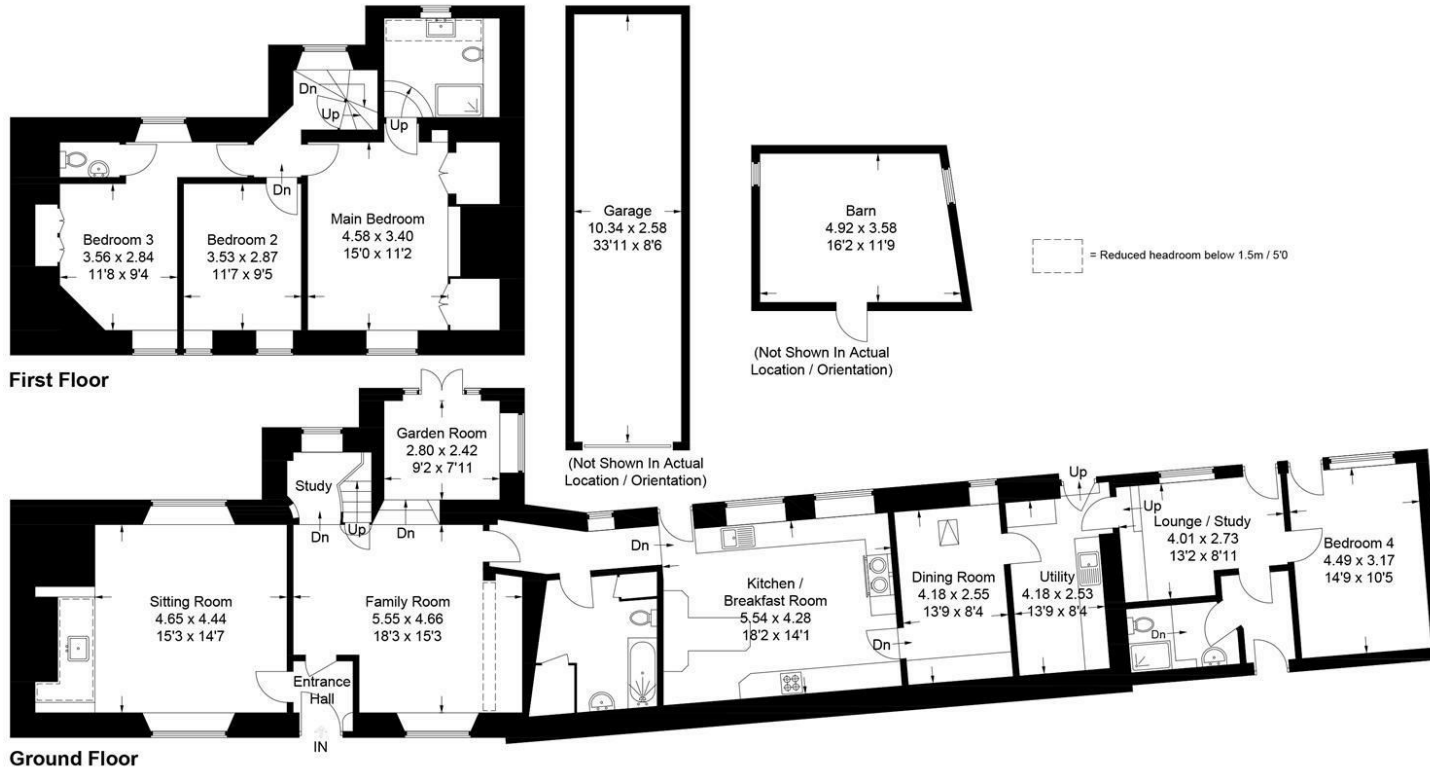 Dn
Up
Up
Dn
Main Bedroom
4.58 x 3.40
15'0 x 11'2
Bedroom 3
3.56 x 2.84
11'8 x 9'4
Bedroom 2
3.53 x 2.87
11'7 x 9'5
First Floor
Garage
10.34 x 2.58
33'11 x 8'6
(Not Shown In Actual
Location / Orientation)
Barn
4.92 x 3.58
16'2 x 11'9
(Not Shown In Actual
Location / Orientation)
= Reduced headroom below 1.5m / 5'0
Garden Room
2.80 x 2.42
9'2 x 7'11
Study
Dn
Up
Dn
Sitting Room
4.65 x 4.44
15'3 x 14'7
Family Room
5.55 x 4.66
18'3 x 15'3
Entrance
Hall
IN
Dn
Kitchen /
Breakfast Room
5.54 x 4.28
18'2 x 14'1
Dn
Dining Room
4.18 x 2.55
13'9 x 8'4
Utility
4.18 x 2.53
13'9 x 8'4
Up
Up
Lounge / Study
4.01 x 2.73
13'2 x 8'11
Dn
Bedroom 4
4.49 x 3.17
14'9 x 10'5
Ground Floor